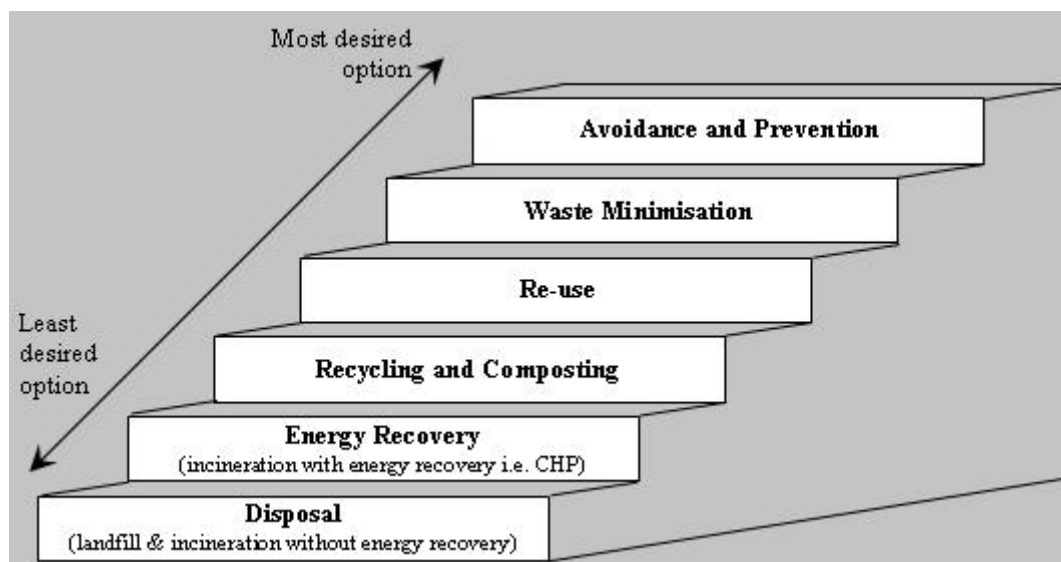 Most desired
option
Avoidance and Prevention
Waste Minimisation
Re-use
Least
desired
option
Recycling and Composting
Energy Recovery
(incineration with energy recovery i.e. CHP)
Disposal
(landfill & incineration without energy recovery)